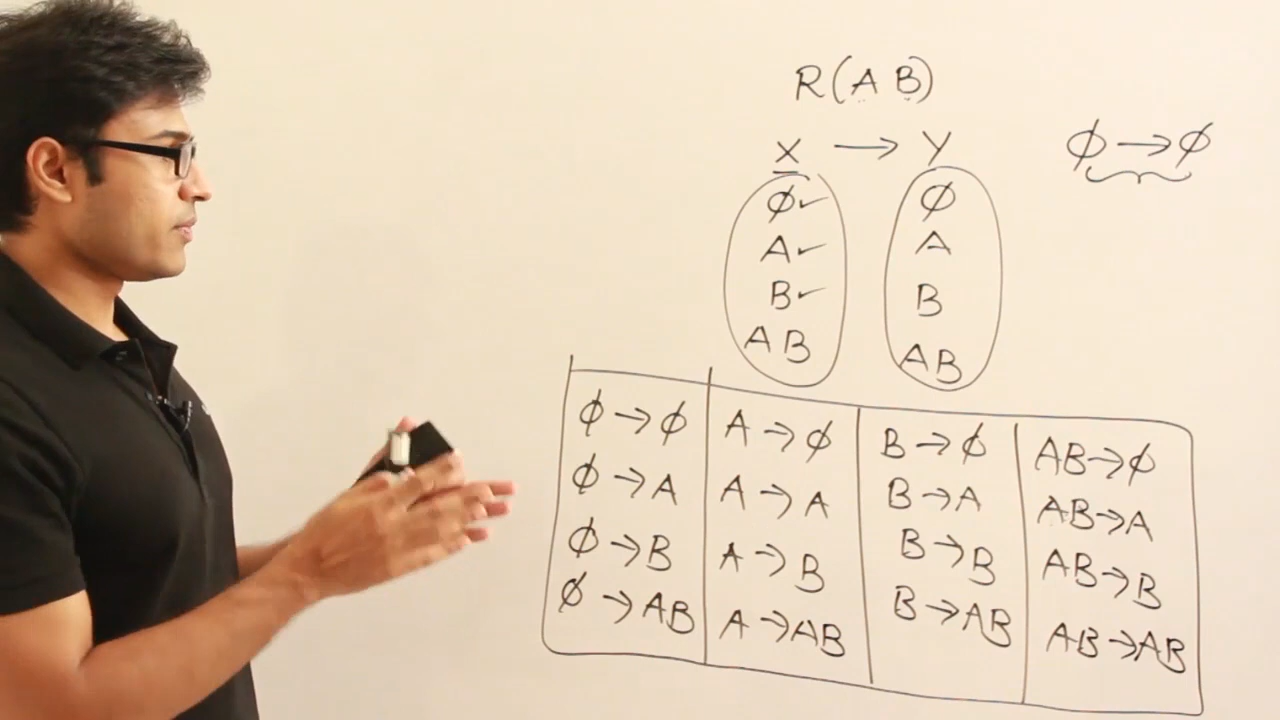 R(AB)
X → Y
ϕ → ϕ
ϕ✓ ϕ
A✓ A
B✓ B
AB AB
ϕ → ϕ A → ϕ B → ϕ AB → ϕ
ϕ → A A → A B → A AB → A
ϕ → B A → B B → B AB → B
ϕ → AB A → AB B → AB AB → AB